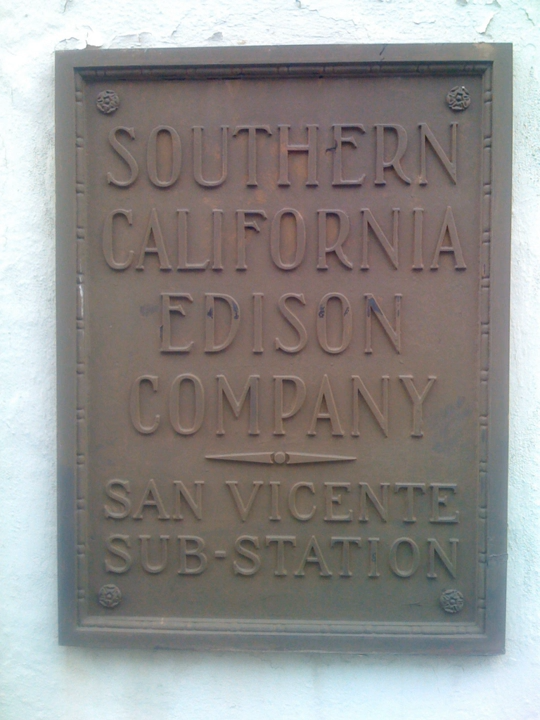 SOUTHERN
CALIFORNIA
EDISON
COMPANY
SAN VICENTE
SUB-STATION